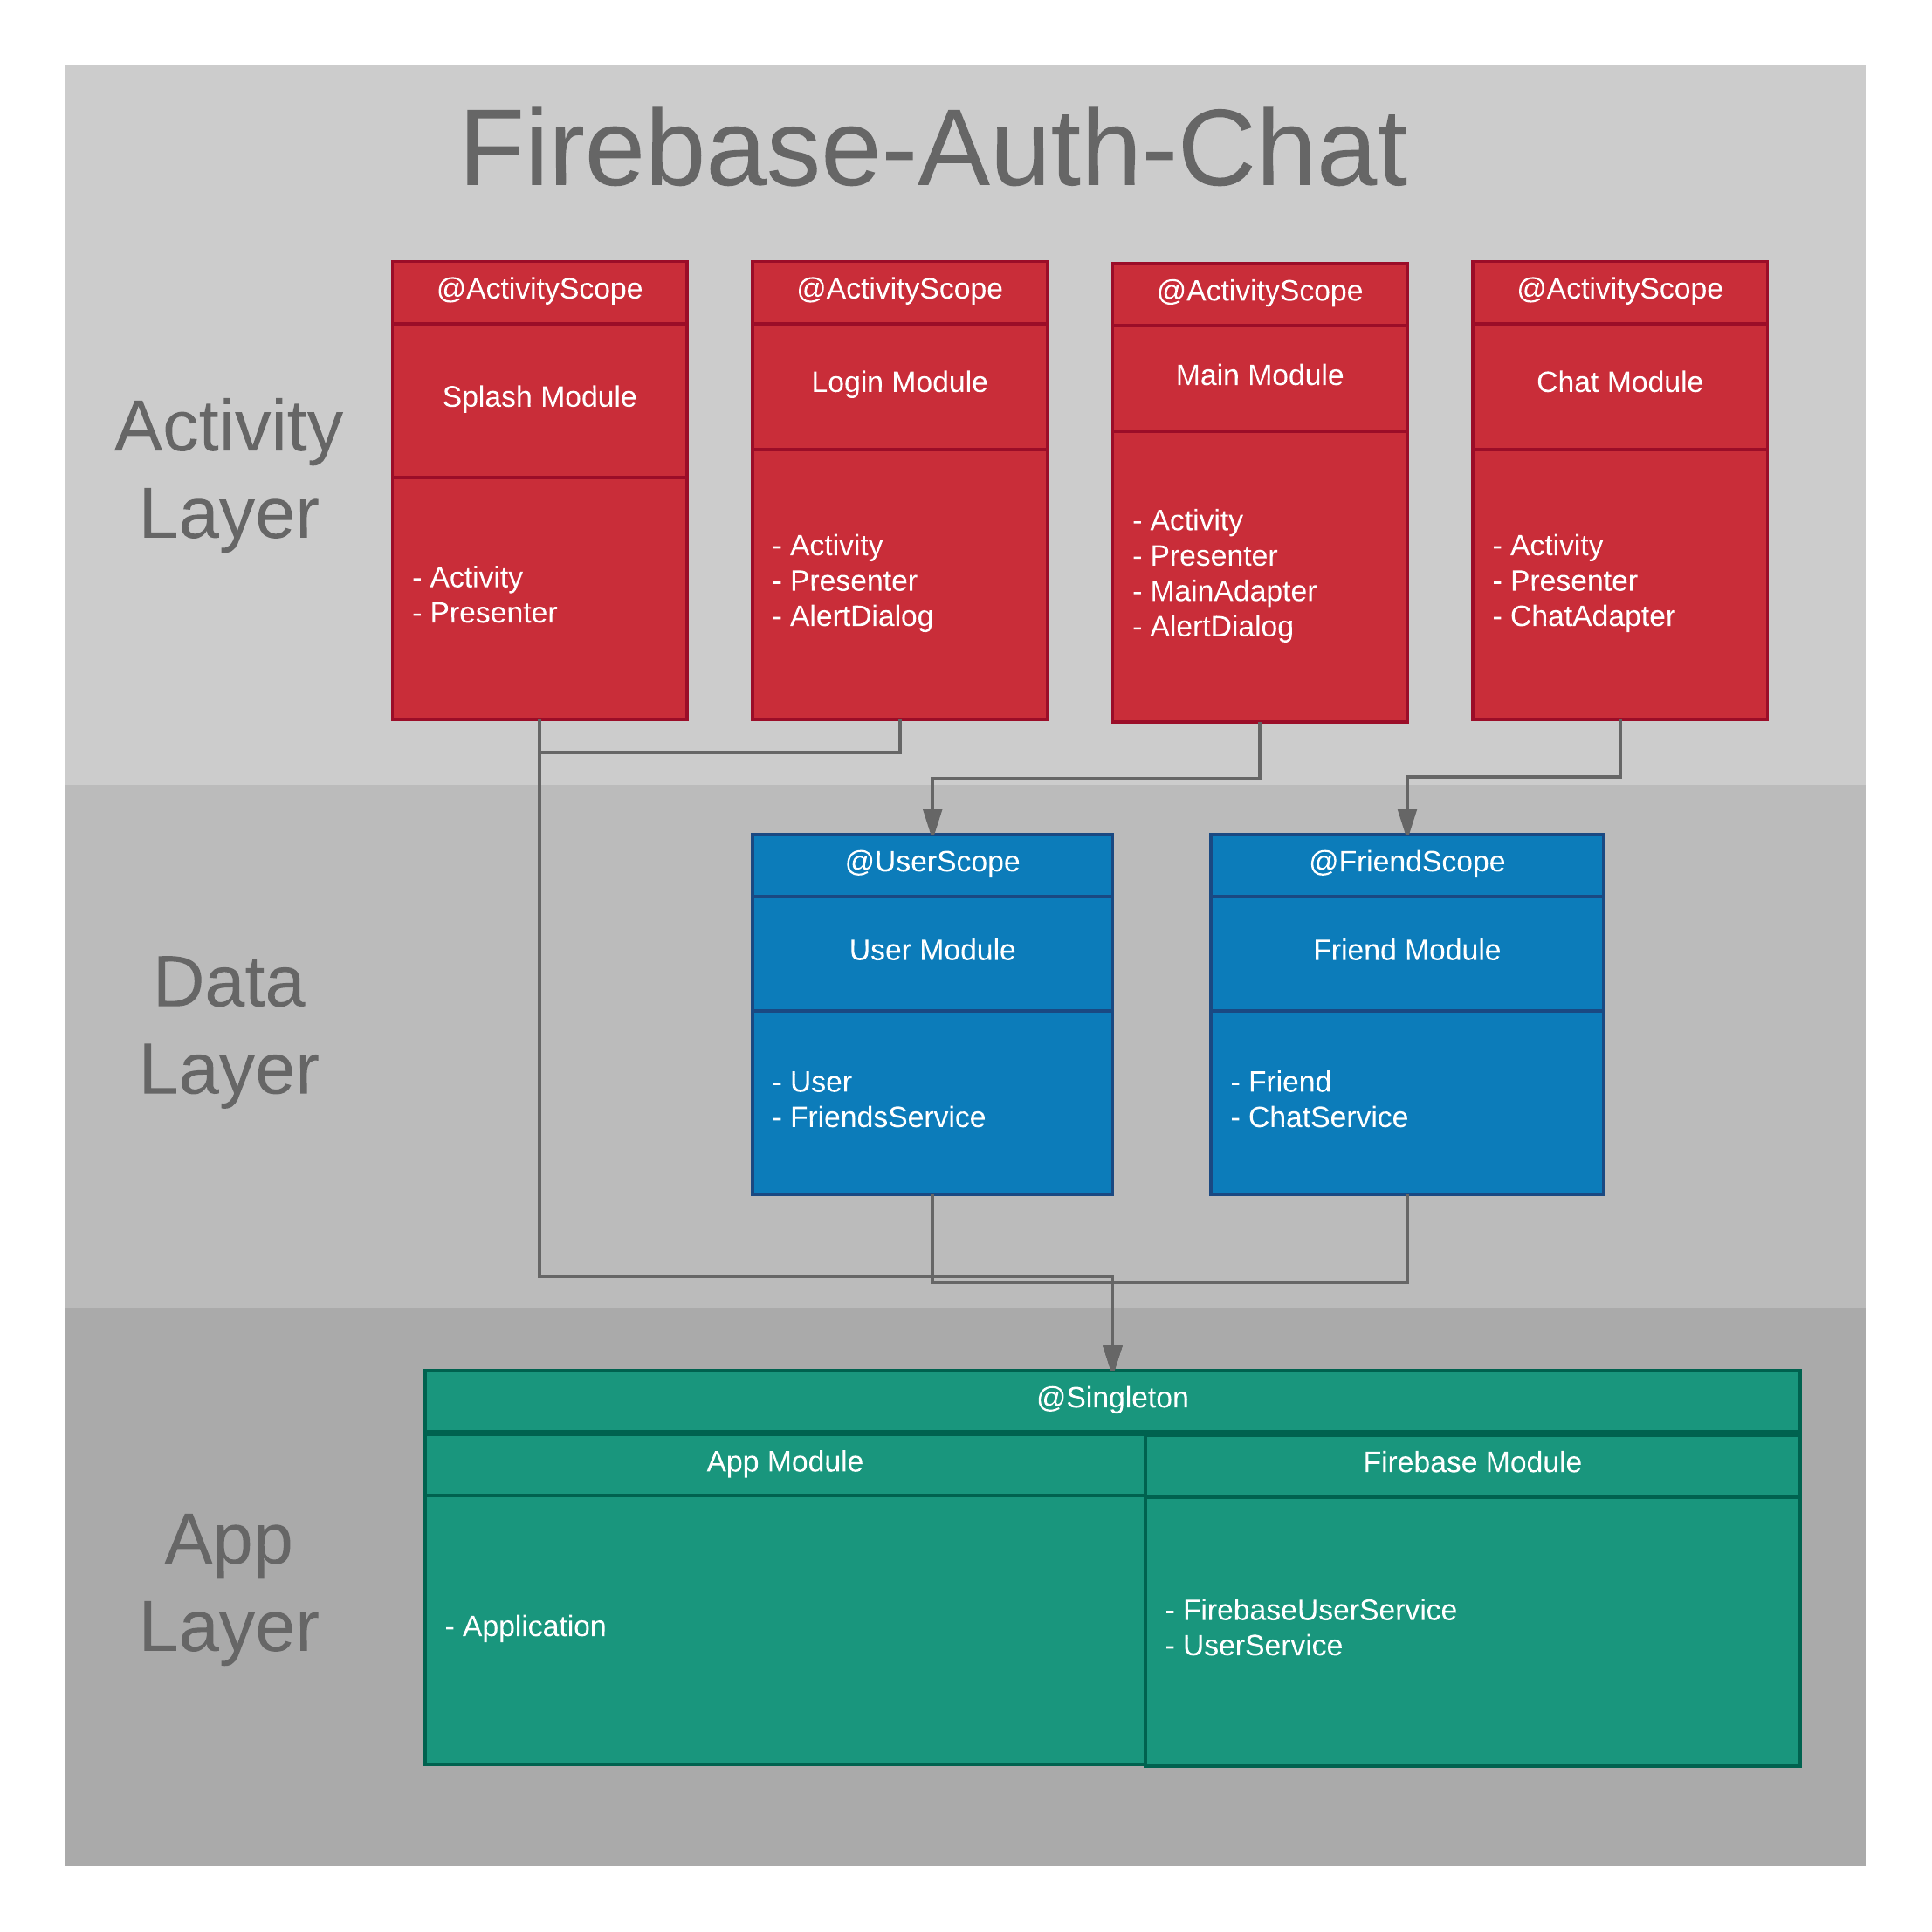 Firebase-Auth-Chat
Activity
Layer
@ActivityScope
Splash Module
- Activity
- Presenter
@ActivityScope
Login Module
- Activity
- Presenter
- AlertDialog
@ActivityScope
Main Module
- Activity
- Presenter
- MainAdapter
- AlertDialog
@ActivityScope
Chat Module
- Activity
- Presenter
- ChatAdapter
Data
Layer
@UserScope
User Module
- User
- FriendsService
@FriendScope
Friend Module
- Friend
- ChatService
App
Layer
@Singleton
App Module
- Application
Firebase Module
- FirebaseUserService
- UserService